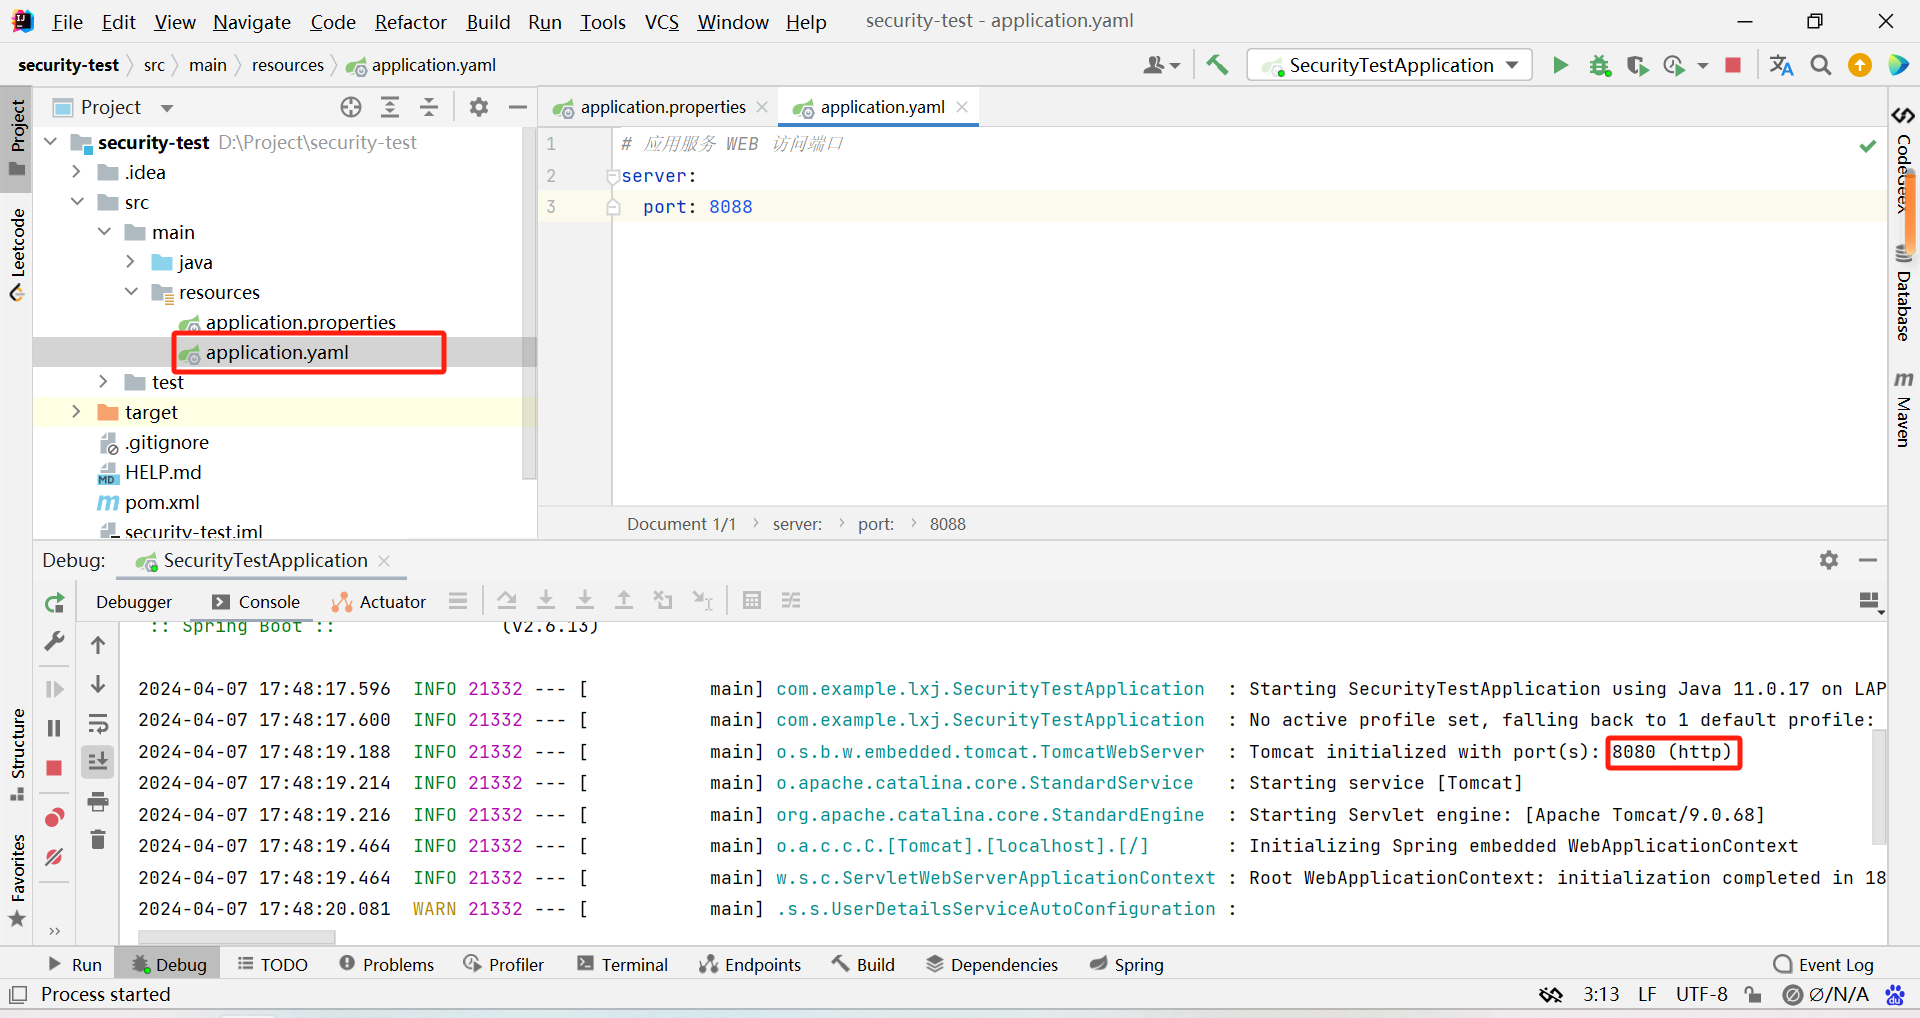 File Edit View Navigate Code Refactor Build Run Tools VCS Window Help security-test - application.yaml
security-test src main resources application.yaml SecurityTestApplication
Project
application.properties application.yaml
security-test D:\Project\security-test
.idea
src
main
java
resources
application.properties
application.yaml
test
target
.gitignore
HELP.md
pom.xml
security-test.iml
1 # 应用服务 WEB 访问端口
2 server:
3 port: 8088
Document 1/1 server: port: 8088
Project
Leetcode
Structure
Favorites
CodeGeeX
Database
Maven
Debug: SecurityTestApplication
Debugger Console Actuator
:: Spring Boot :: (v2.6.13)
2024-04-07 17:48:17.596 INFO 21332 --- [ main] com.example.lxj.SecurityTestApplication : Starting SecurityTestApplication using Java 11.0.17 on LAP
2024-04-07 17:48:17.600 INFO 21332 --- [ main] com.example.lxj.SecurityTestApplication : No active profile set, falling back to 1 default profile:
2024-04-07 17:48:19.188 INFO 21332 --- [ main] o.s.b.w.embedded.tomcat.TomcatWebServer : Tomcat initialized with port(s): 8080 (http)
2024-04-07 17:48:19.214 INFO 21332 --- [ main] o.apache.catalina.core.StandardService : Starting service [Tomcat]
2024-04-07 17:48:19.216 INFO 21332 --- [ main] org.apache.catalina.core.StandardEngine : Starting Servlet engine: [Apache Tomcat/9.0.68]
2024-04-07 17:48:19.464 INFO 21332 --- [ main] o.a.c.c.C.[Tomcat].[localhost].[/] : Initializing Spring embedded WebApplicationContext
2024-04-07 17:48:19.464 INFO 21332 --- [ main] w.s.c.ServletWebServerApplicationContext : Root WebApplicationContext: initialization completed in 18
2024-04-07 17:48:20.081 WARN 21332 --- [ main] .s.s.UserDetailsServiceAutoConfiguration :
Run Debug TODO Problems Profiler Terminal Endpoints Build Dependencies Spring Event Log
Process started 3:13 LF UTF-8 Ø/N/A